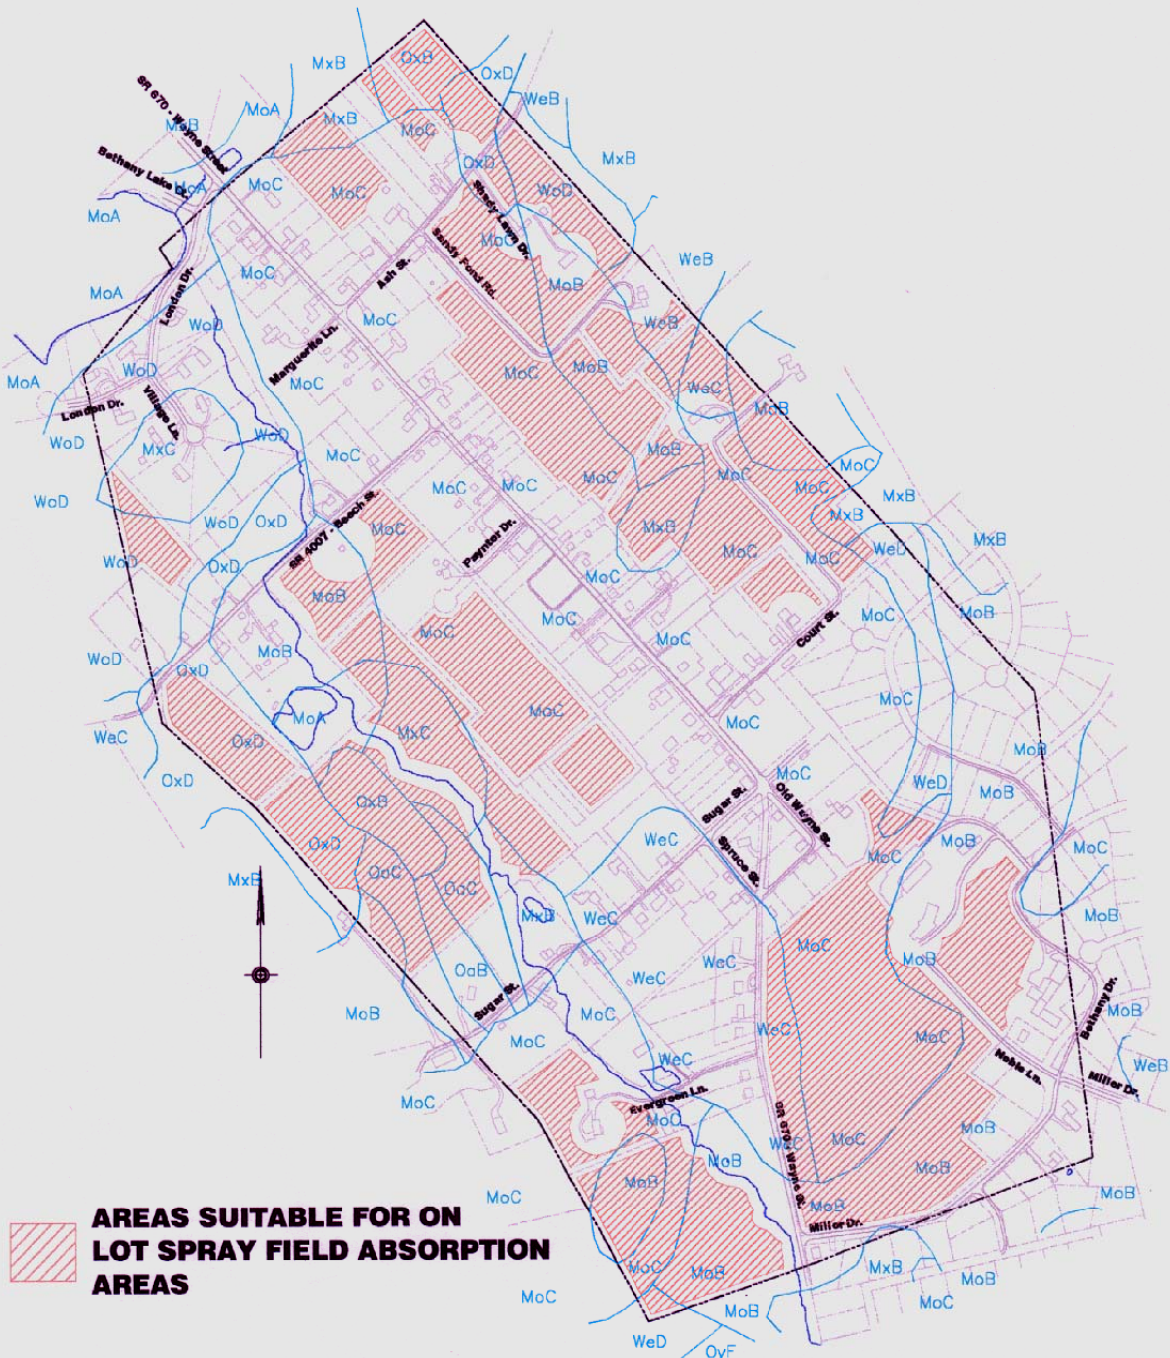 OxB
MxB
OxD
SR 670 - Wayne Street
WeB
MoA
MxB
MxB
MoC
Bethany Lake Dr.
MxB
OxD
MoA
MoC
MoC
WoD
MoA
Shady Lawn Dr.
MoC
Sandy Pond Rd.
MoC
Ash St.
WeB
London Dr.
MoA
MoB
MoC
WoD
WeB
Marguerite Ln.
WoD
MoC
MoB
MoA
MoC
WeC
London Dr.
Village Ln.
MoB
WoD
WoD
MxC
MoC
MoB
MoC
MoC
MoC
MoC
MoC
MoC
WoD
MxB
WoD
OxD
MoC
MxB
MxB
SR 4007 - Beech St.
Paynter Dr.
WeD
MxB
WoD
OxD
MoC
MoC
MoC
MoB
MoC
MoB
MoC
MoC
MoC
Court St.
MoB
WoD
OxD
MoC
MoC
MoA
MoC
WeC
OxD
MxC
MoB
OxD
MoC
WeD
MoB
OxB
Sugar St.
Old Wayne St.
OxD
WeC
Spruce St.
MoB
MoC
MxB
OaC
OaC
MoC
MxB
WeC
MoB
MoC
MoB
OaB
WeC
WeC
Sugar St.
MoB
MoC
MoC
WeC
MoC
Bethany Dr.
MoB
WeC
Noble Ln.
WeB
MoC
Evergreen Ln.
Miller Dr.
MoC
SR 670 Wayne St.
WeC
MoC
MoB
MoB
MoB
MoB
MoC
MoB
MoB
Miller Dr.
AREAS SUITABLE FOR ON
LOT SPRAY FIELD ABSORPTION
AREAS
MoC
MoB
MxB
MoB
MoC
MoB
MoC
WeD